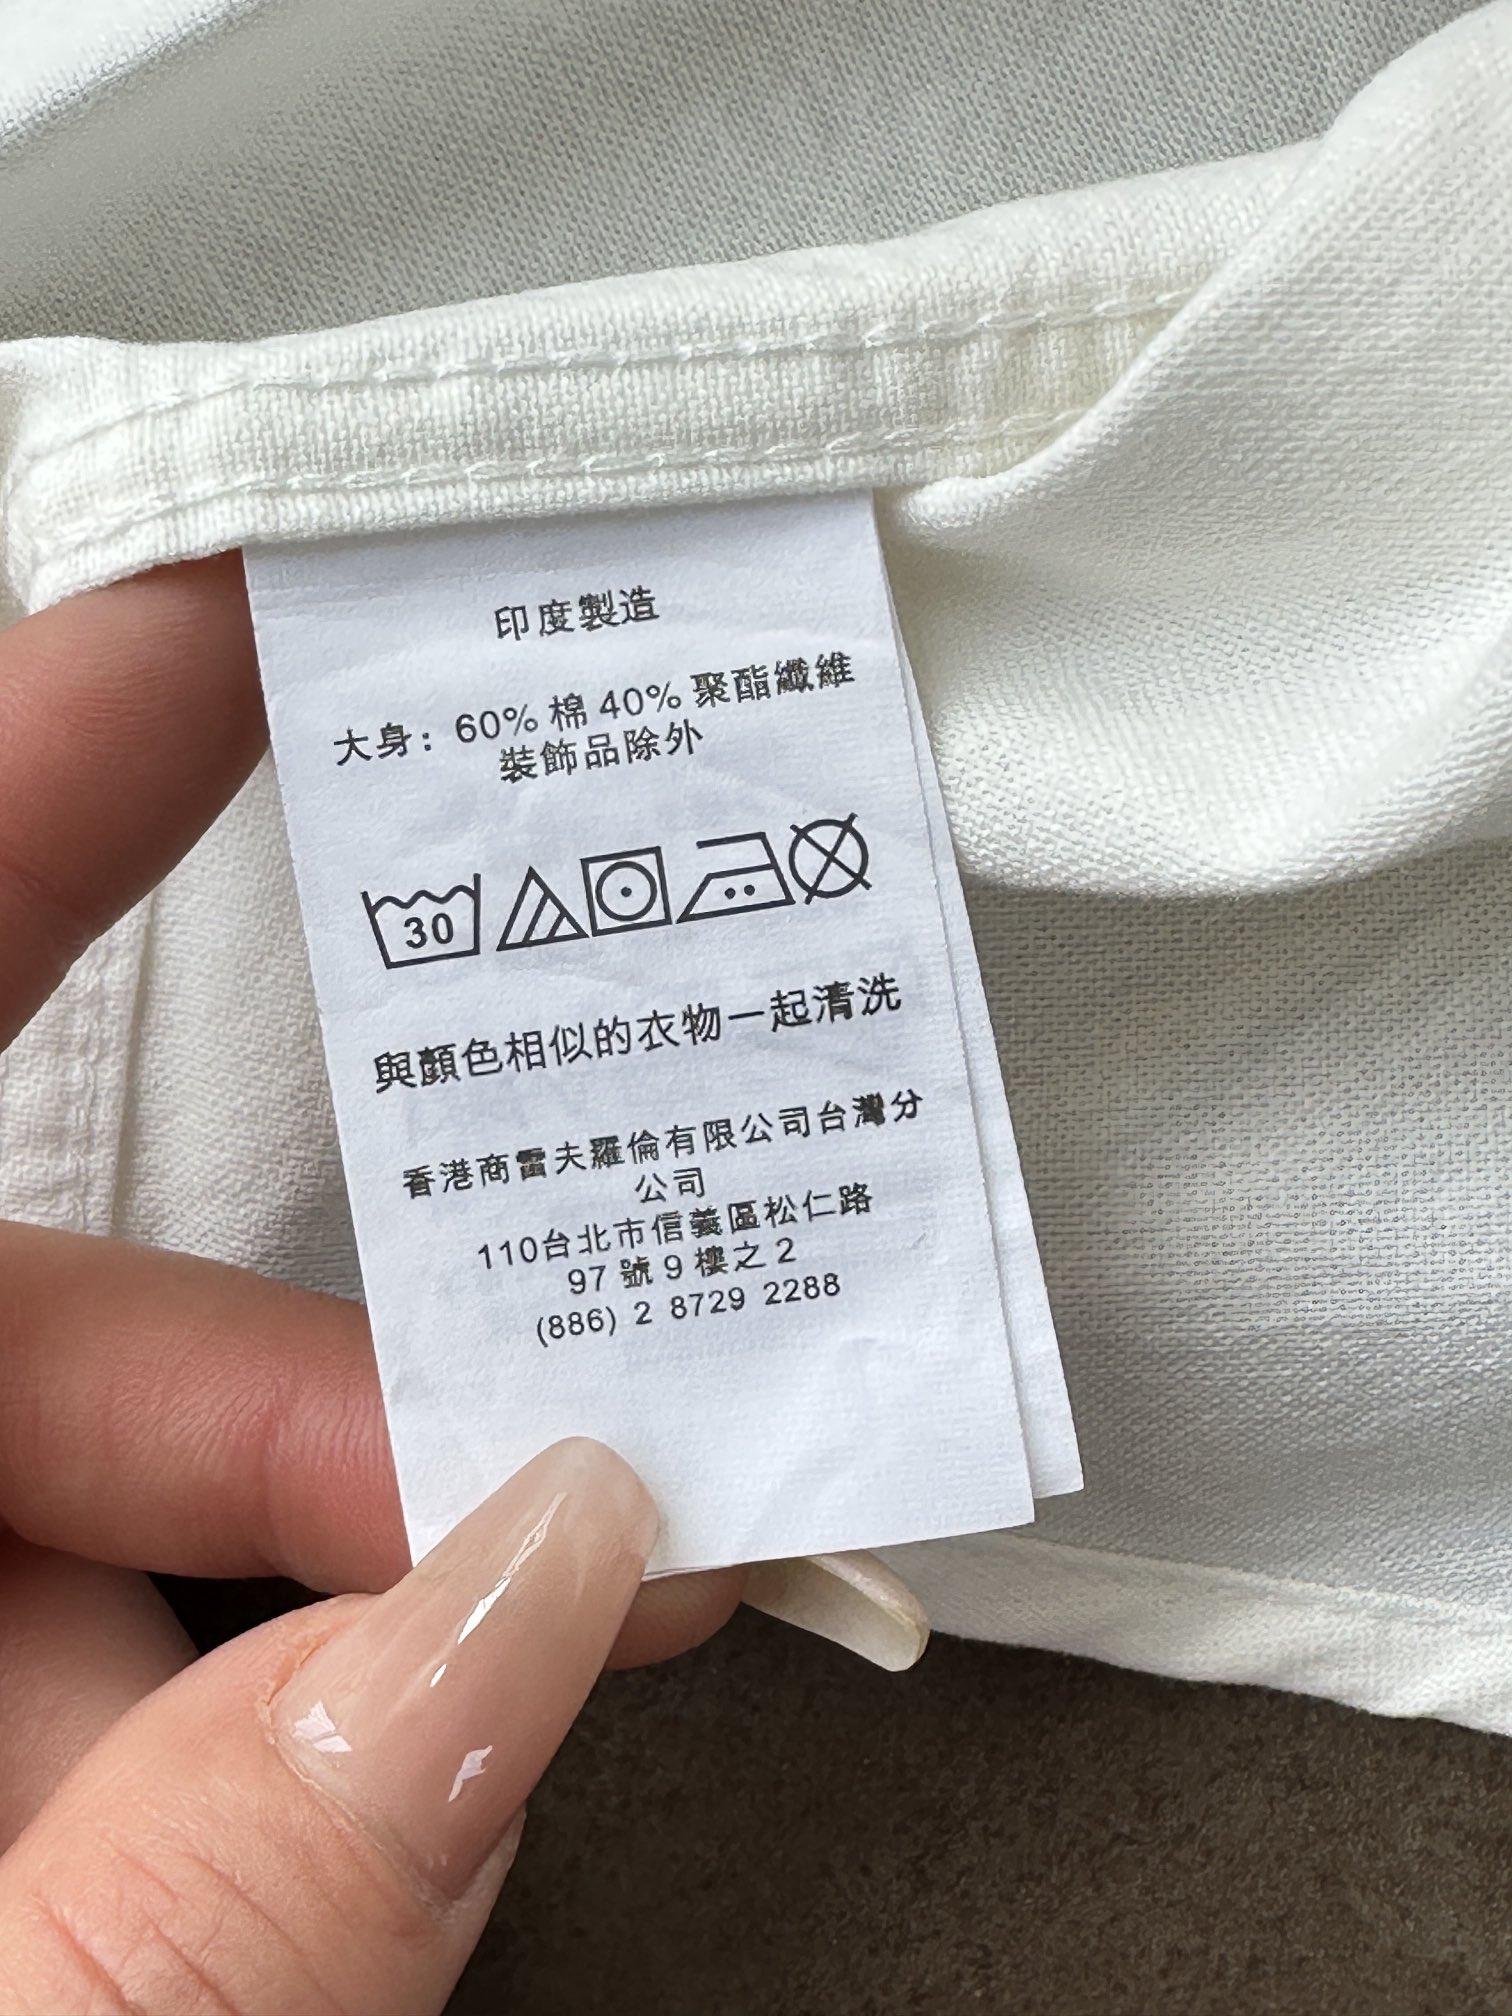 印度製造
大身: 60% 棉 40% 聚酯纖維
裝飾品除外
30
與顏色相似的衣物一起清洗
香港商雷夫羅倫有限公司台灣分
公司
110台北市信義區松仁路
97 號 9 樓之 2
(886) 2 8729 2288